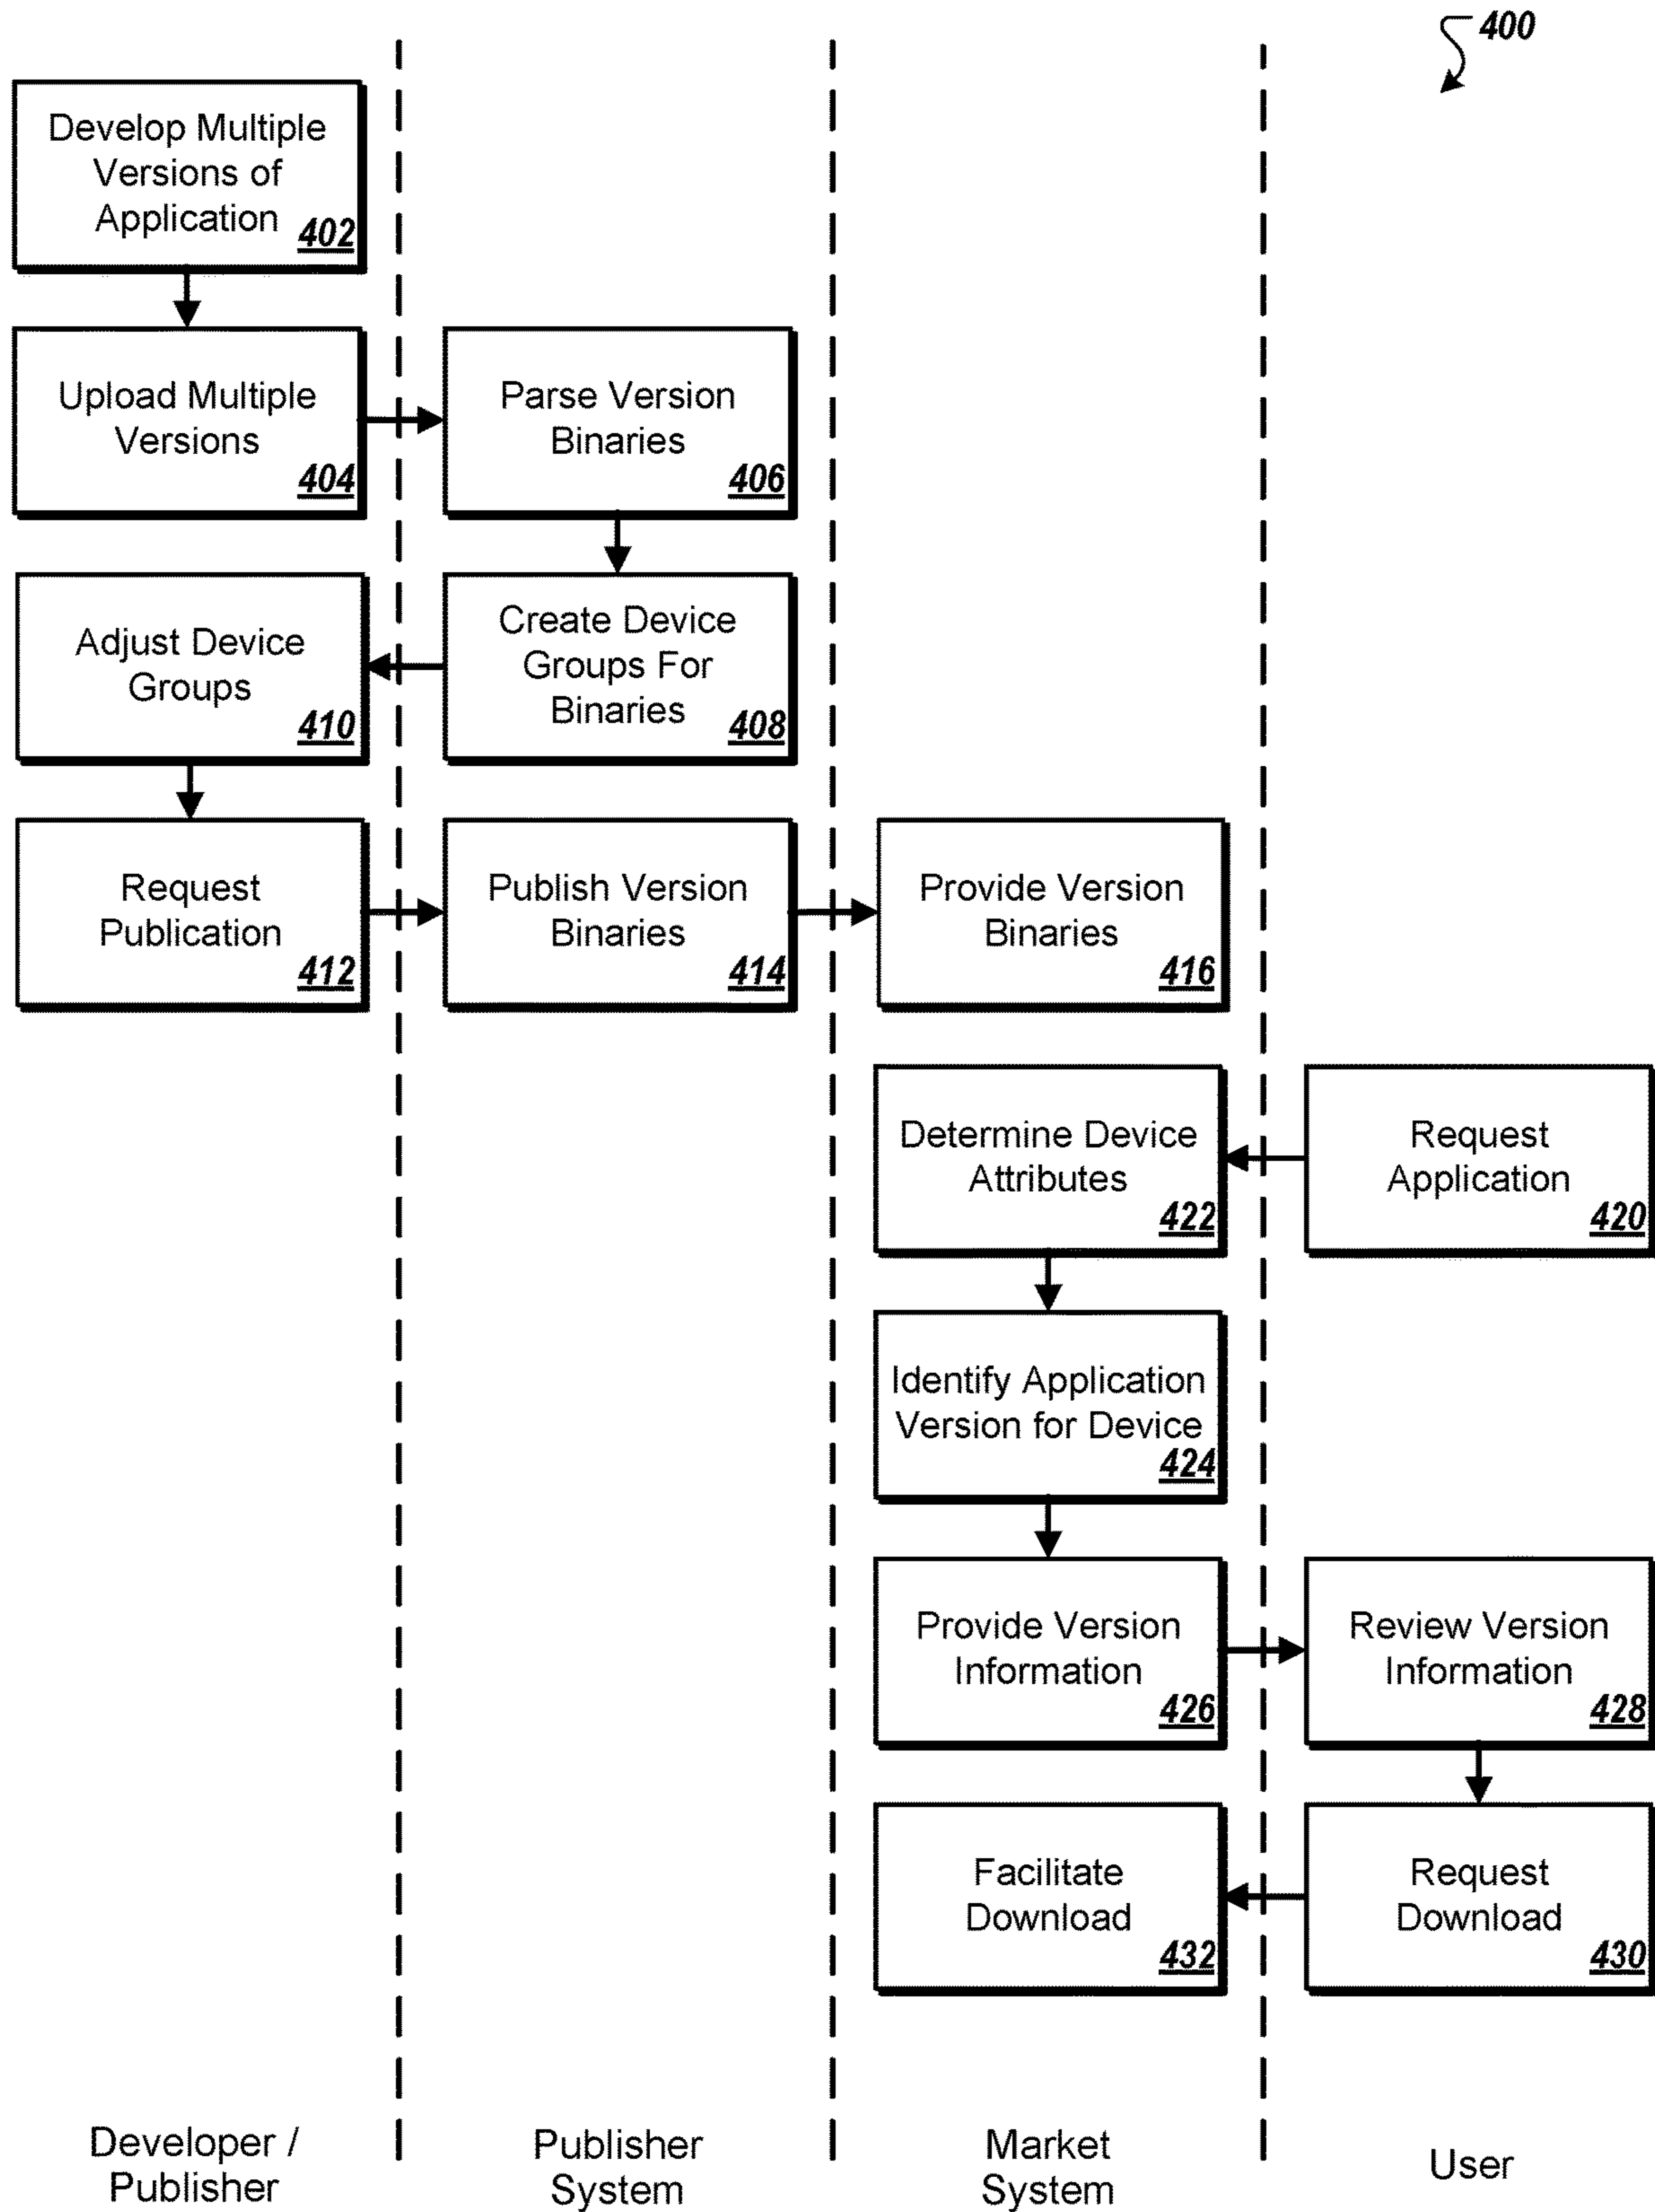 400
Develop Multiple
Versions of
Application
402
Upload Multiple
Versions
404
Parse Version
Binaries
406
Adjust Device
Groups
410
Create Device
Groups For
Binaries
408
Request
Publication
412
Publish Version
Binaries
414
Provide Version
Binaries
416
Determine Device
Attributes
422
Request
Application
420
Identify Application
Version for Device
424
Provide Version
Information
426
Review Version
Information
428
Facilitate
Download
432
Request
Download
430
Developer /
Publisher
Publisher
System
Market
System
User